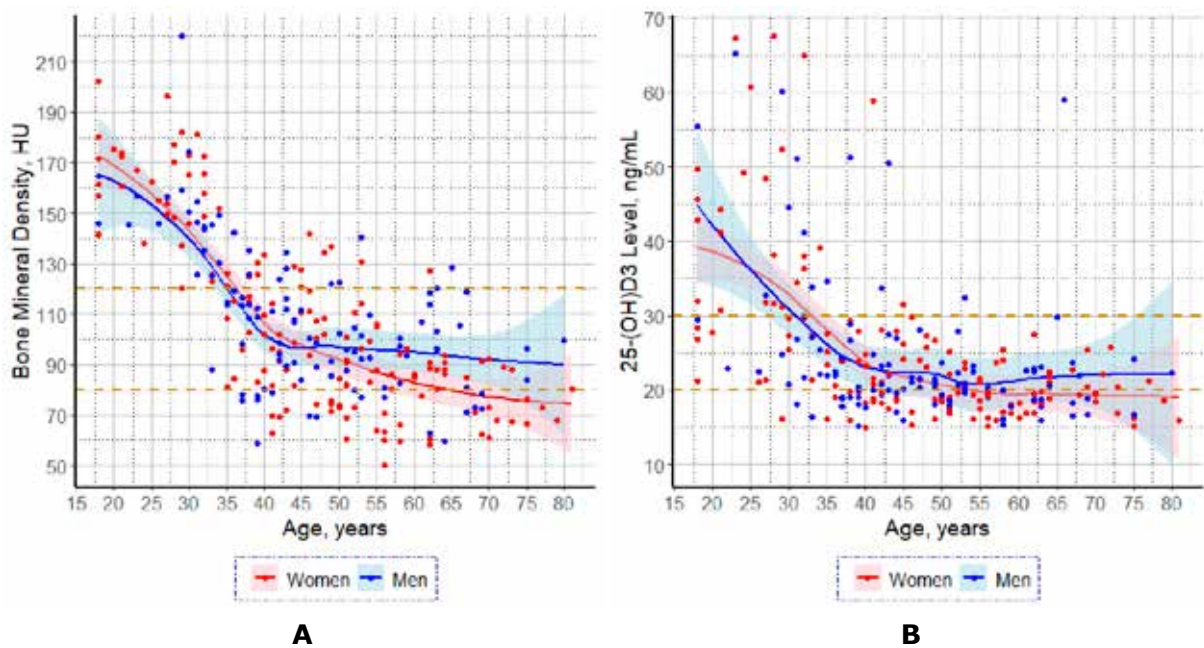 Bone Mineral Density, HU
210
190
170
150
130
110
90
70
50
15 20 25 30 35 40 45 50 55 60 65 70 75 80
Age, years
Women Men
A
25-(OH)D3 Level, ng/mL
70
60
50
40
30
20
10
15 20 25 30 35 40 45 50 55 60 65 70 75 80
Age, years
Women Men
B